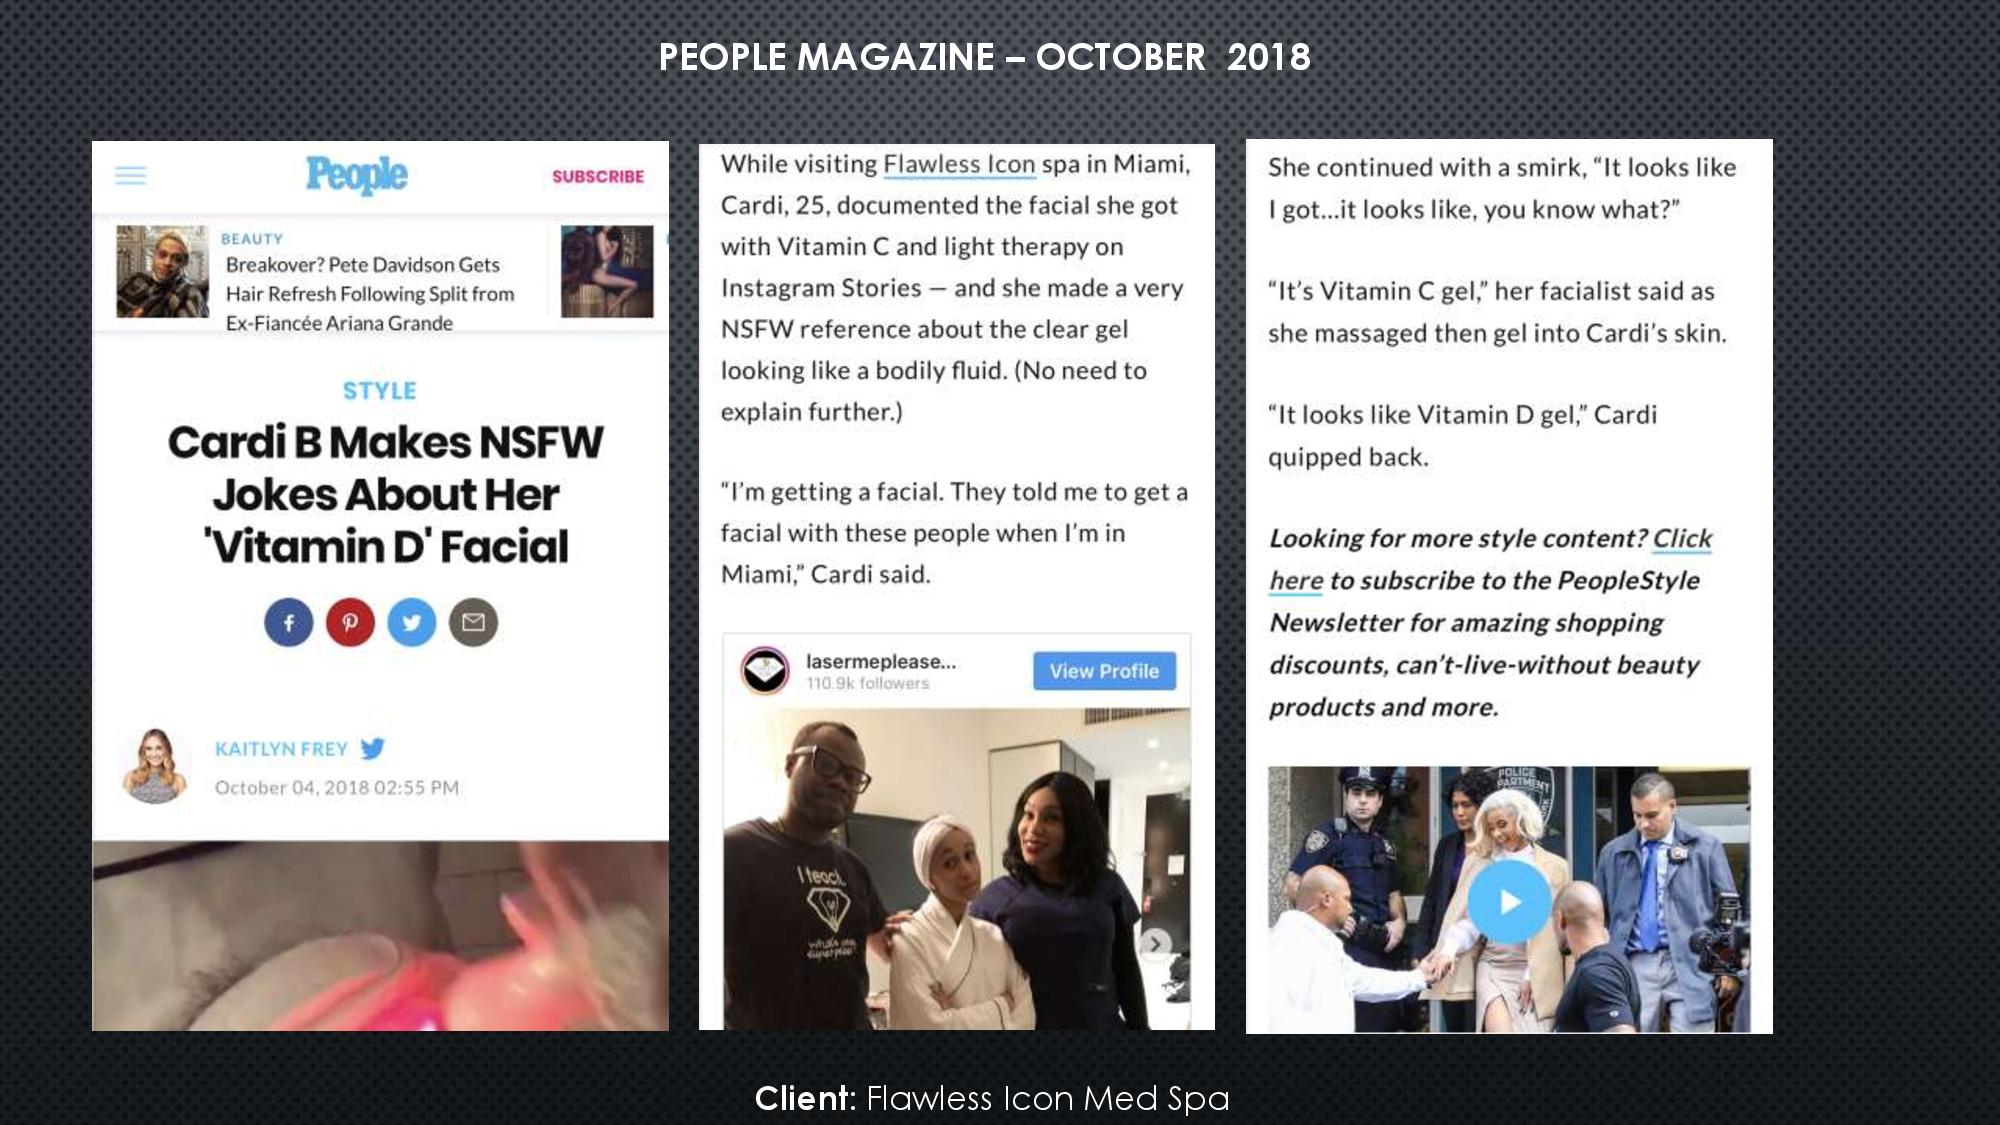 PEOPLE MAGAZINE – OCTOBER  2018
People
SUBSCRIBE
BEAUTY
Breakover? Pete Davidson Gets
Hair Refresh Following Split from
Ex-Fiancée Ariana Grande
STYLE
Cardi B Makes NSFW
Jokes About Her
'Vitamin D' Facial
KAITLYN FREY
October 04, 2018 02:55 PM
While visiting Flawless Icon spa in Miami,
Cardi, 25, documented the facial she got
with Vitamin C and light therapy on
Instagram Stories — and she made a very
NSFW reference about the clear gel
looking like a bodily fluid. (No need to
explain further.)
“I’m getting a facial. They told me to get a
facial with these people when I’m in
Miami,” Cardi said.
lasermeplease...
110.9k followers
View Profile
I teach.
what's your
superpower
She continued with a smirk, “It looks like
I got...it looks like, you know what?”
“It’s Vitamin C gel,” her facialist said as
she massaged then gel into Cardi’s skin.
“It looks like Vitamin D gel,” Cardi
quipped back.
Looking for more style content? Click
here to subscribe to the PeopleStyle
Newsletter for amazing shopping
discounts, can’t-live-without beauty
products and more.
POLICE
DEPARTMENT
Client: Flawless Icon Med Spa